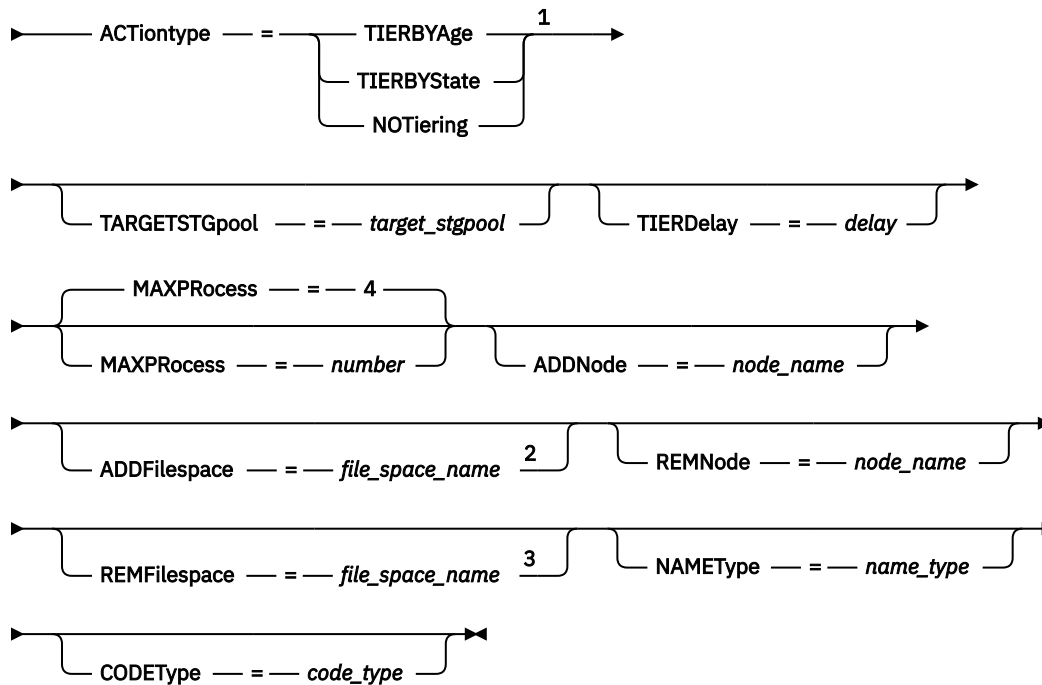 1
ACTiontype = TIERBYAge
TIERBYState
NOTiering
TARGETSTGpool = target_stgpool TIERDelay = delay
MAXPRocess = 4
MAXPRocess = number ADDNode = node_name
ADDFilespace = file_space_name 2 REMNode = node_name
REMFilespace = file_space_name 3 NAMEType = name_type
CODEType = code_type